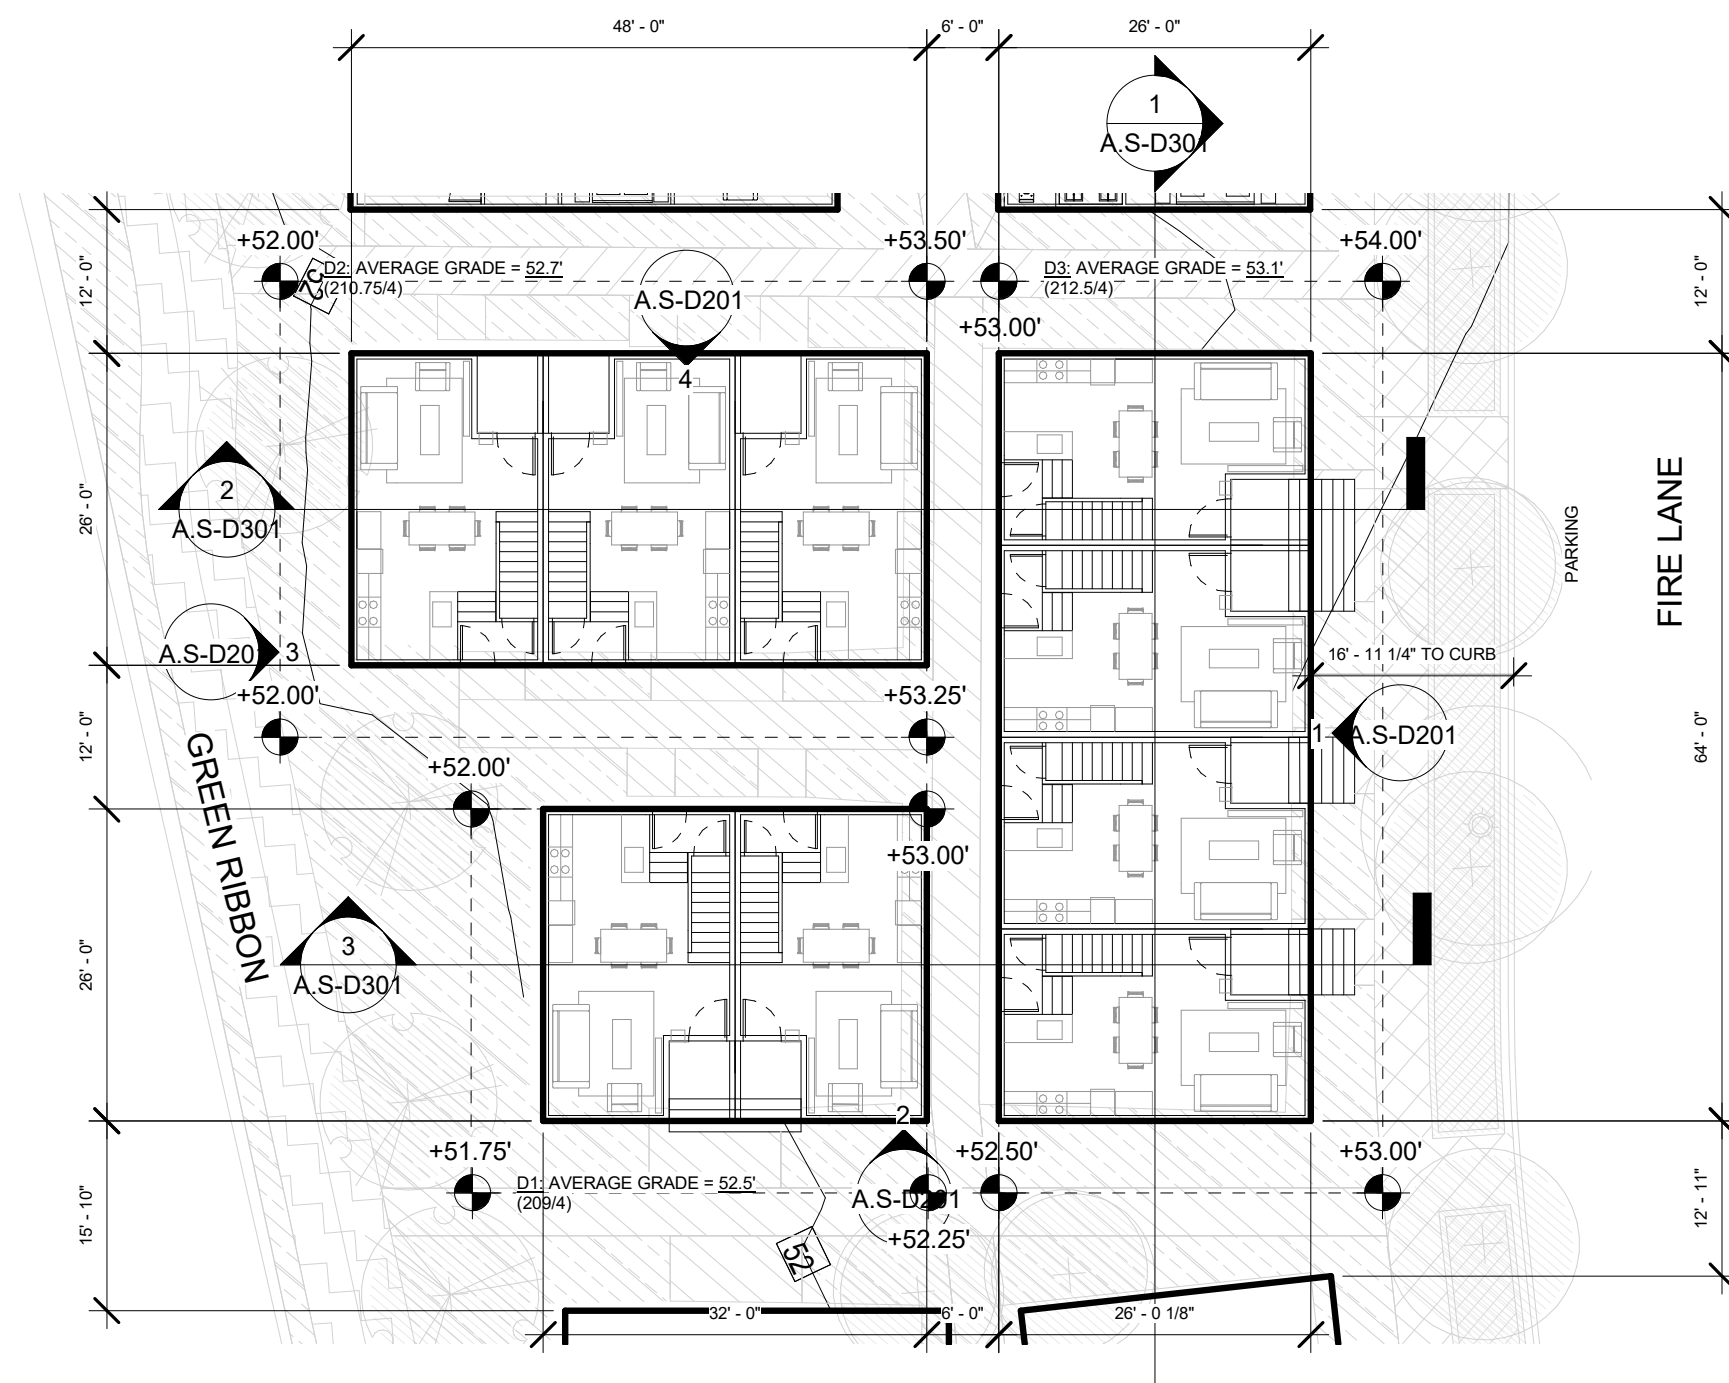 48' - 0"
6' - 0"
26' - 0"
1
A.S-D301
+52.00'
+53.50'
+54.00'
D2: AVERAGE GRADE = 52.7'
(210.75/4)
D3: AVERAGE GRADE = 53.1'
(212.5/4)
12' - 0"
52
A.S-D201
4
12' - 0"
+53.00'
2
A.S-D301
26' - 0"
FIRE LANE
PARKING
A.S-D201
3
16' - 11 1/4" TO CURB
+52.00'
+53.25'
12' - 0"
1
A.S-D201
64' - 0"
+52.00'
GREEN RIBBON
+53.00'
3
A.S-D301
26' - 0"
2
+51.75'
+52.50'
+53.00'
D1: AVERAGE GRADE = 52.5'
(209/4)
A.S-D201
15' - 10"
12' - 11"
+52.25'
52
32' - 0"
6' - 0"
26' - 0 1/8"